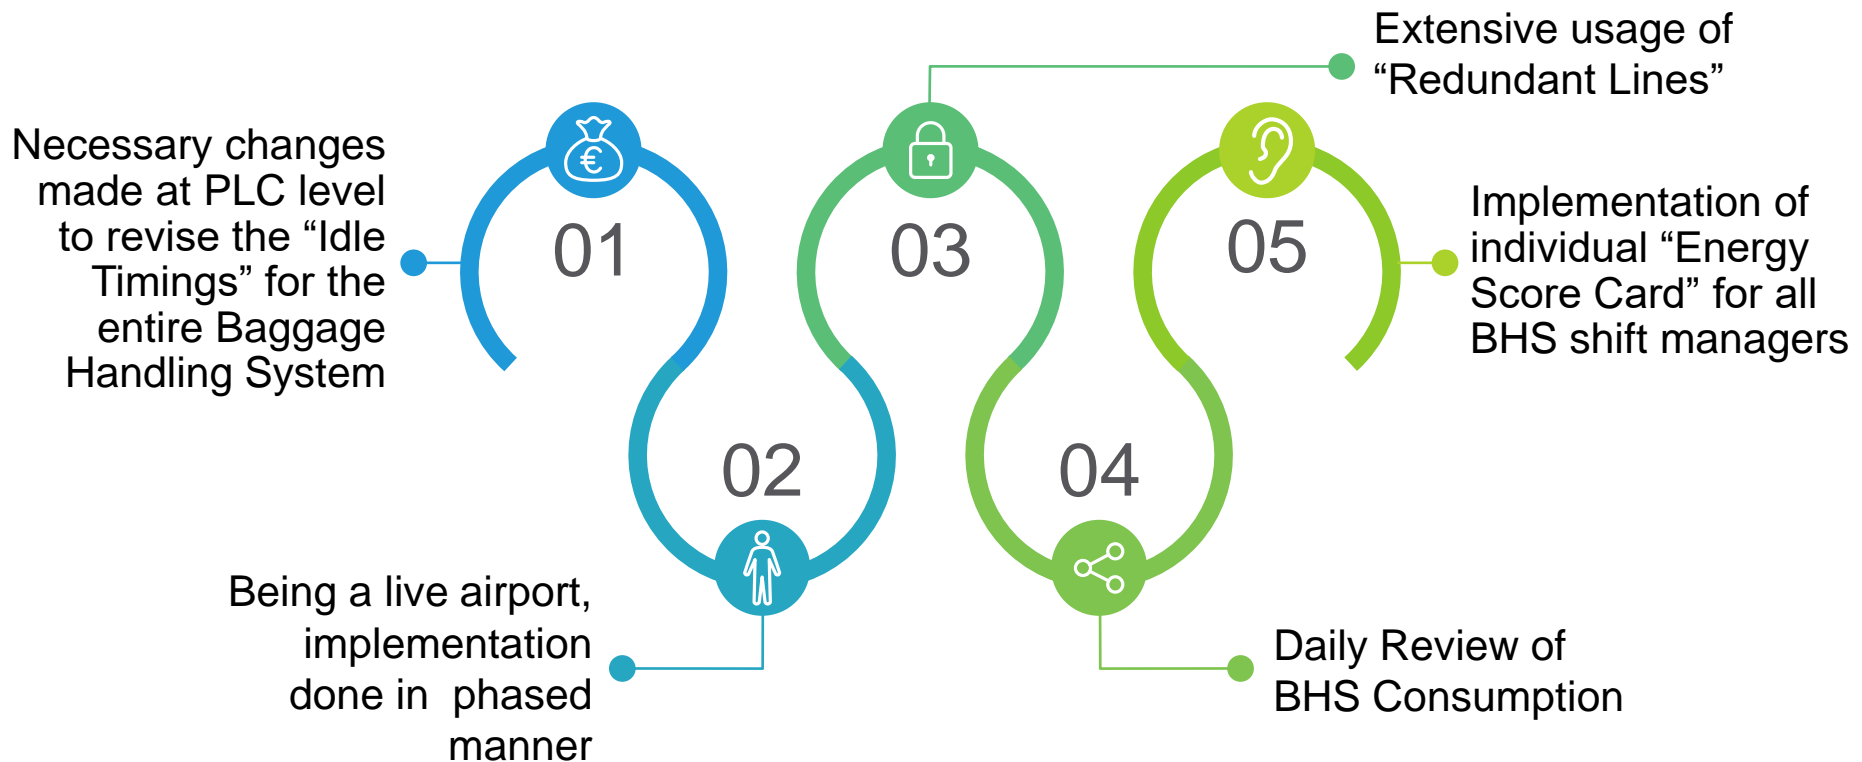 Necessary changes
made at PLC level
to revise the “Idle
Timings” for the
entire Baggage
Handling System
01
02
Being a live airport,
implementation
done in phased
manner
03
Extensive usage of
“Redundant Lines”
04
Daily Review of
BHS Consumption
05
Implementation of
individual “Energy
Score Card” for all
BHS shift managers
€